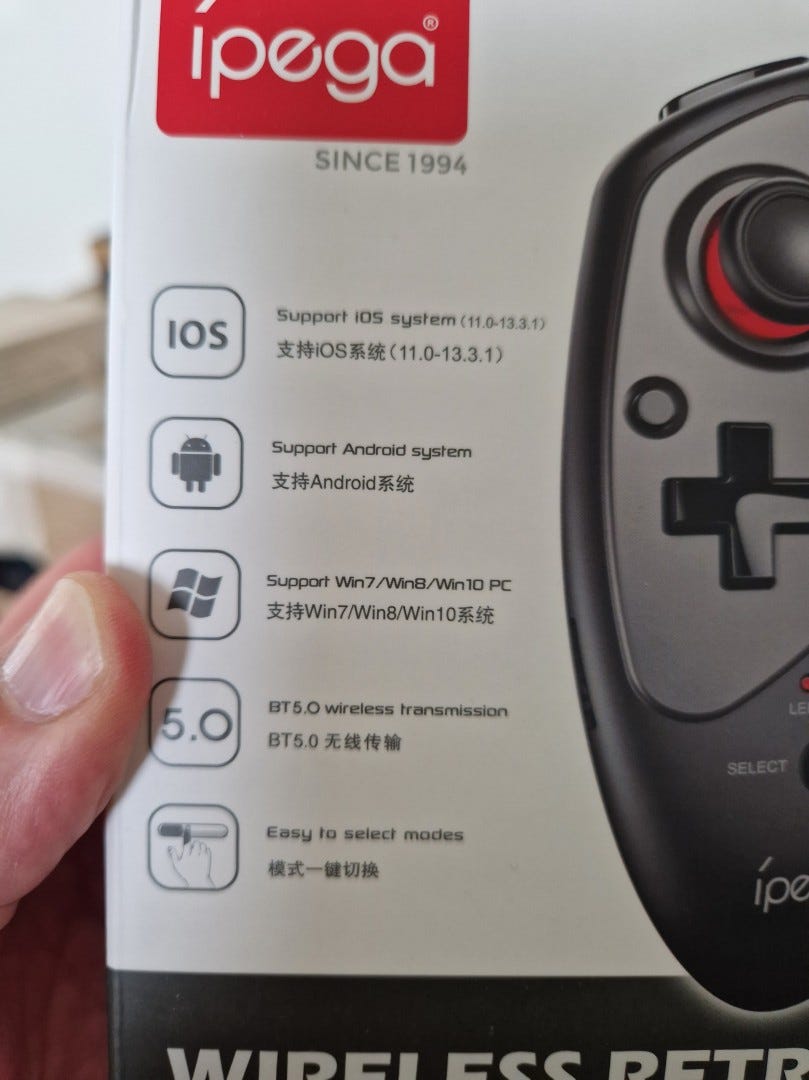 ípega®
SINCE 1994
IOS
Support iOS system (11.0-13.3.1)
支持iOS系统(11.0-13.3.1)
Support Android system
支持Android系统
Support Win7/Win8/Win10 PC
支持Win7/Win8/Win10系统
5.0
BT5.0 wireless transmission
BT5.0 无线传输
Easy to select modes
模式一键切换
SELECT
WIRELESS